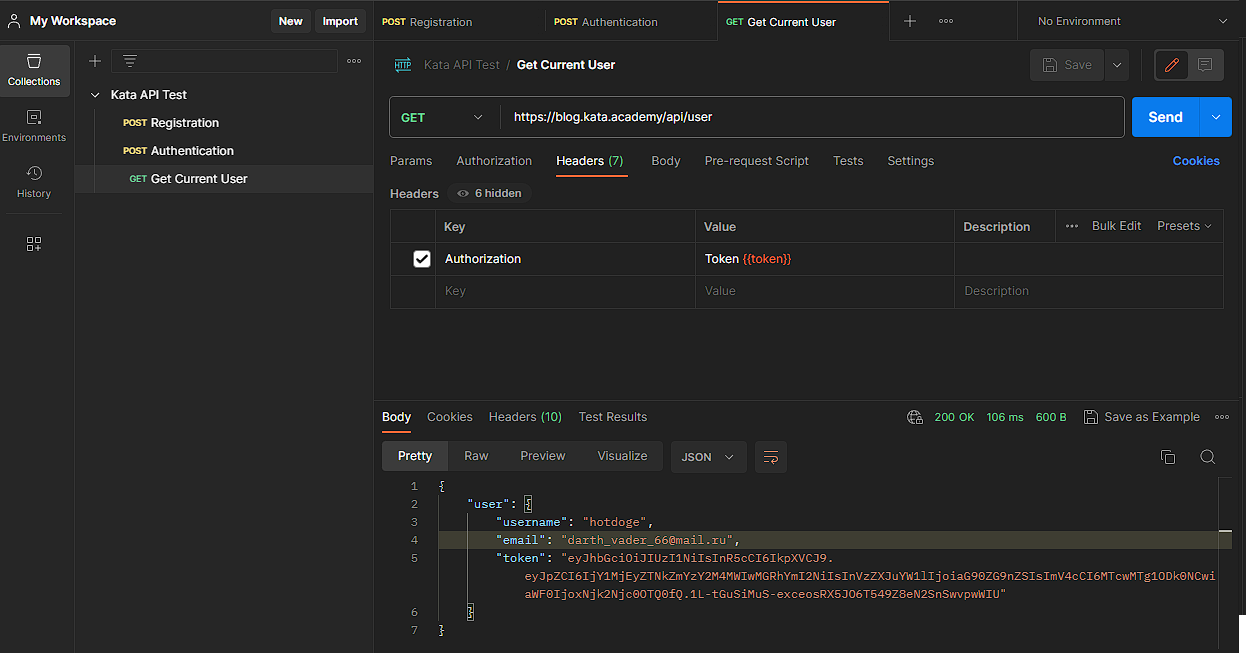 My Workspace
New
Import
POST Registration
POST Authentication
GET Get Current User
No Environment
Collections
Environments
History
Kata API Test
POST Registration
POST Authentication
GET Get Current User
HTTP
Kata API Test / Get Current User
Save
GET
https://blog.kata.academy/api/user
Send
Params
Authorization
Headers (7)
Body
Pre-request Script
Tests
Settings
Cookies
Headers
6 hidden
Key
Value
Description
Bulk Edit
Presets
Authorization
Token {{token}}
Key
Value
Description
Body
Cookies
Headers (10)
Test Results
200 OK
106 ms
600 B
Save as Example
Pretty
Raw
Preview
Visualize
JSON
1 {
2 "user": {
3 "username": "hotdoge",
4 "email": "darth_vader_66@mail.ru",
5 "token": "eyJhbGciOiJIUzI1NiIsInR5cCI6IkpXVCJ9.
eyJpZCI6IjY1MjEyZTNkZmYzY2M4MWIwMGRhYmI2NiIsInVzZXJuYW1lIjoiaG90ZG9nZSIsImV4cCI6MTcwMTg1ODk0NCwi
aWF0IjoxNjk2Njc0OTQ0fQ.1L-tGuSiMuS-exceosRX5JO6T549Z8eN2SnSwvpwWIU"
6 }
7 }